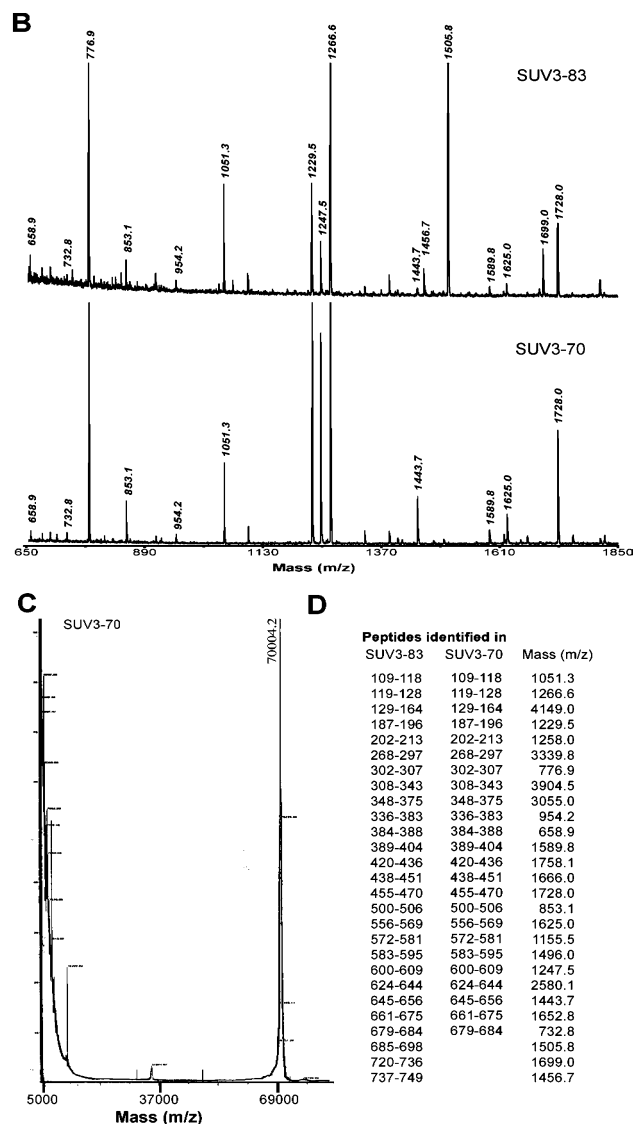 B
776.9
1266.6
1505.8
SUV3-83
1051.3
1229.5
1247.5
1728.0
1699.0
658.9
732.8
853.1
954.2
1443.7
1456.7
1589.8
1625.0
SUV3-70
1728.0
1051.3
853.1
1443.7
1625.0
1589.8
658.9
732.8
954.2
650 890 1130 1370 1610 1850
Mass (m/z)
C
SUV3-70
70004.2
5000 37000 69000
Mass (m/z)
D
Peptides identified in
SUV3-83 SUV3-70 Mass (m/z)
109-118 109-118 1051.3
119-128 119-128 1266.6
129-164 129-164 4149.0
187-196 187-196 1229.5
202-213 202-213 1258.0
268-297 268-297 3339.8
302-307 302-307 776.9
308-343 308-343 3904.5
348-375 348-375 3055.0
336-383 336-383 954.2
384-388 384-388 658.9
389-404 389-404 1589.8
420-436 420-436 1758.1
438-451 438-451 1666.0
455-470 455-470 1728.0
500-506 500-506 853.1
556-569 556-569 1625.0
572-581 572-581 1155.5
583-595 583-595 1496.0
600-609 600-609 1247.5
624-644 624-644 2580.1
645-656 645-656 1443.7
661-675 661-675 1652.8
679-684 679-684 732.8
685-698 1505.8
720-736 1699.0
737-749 1456.7